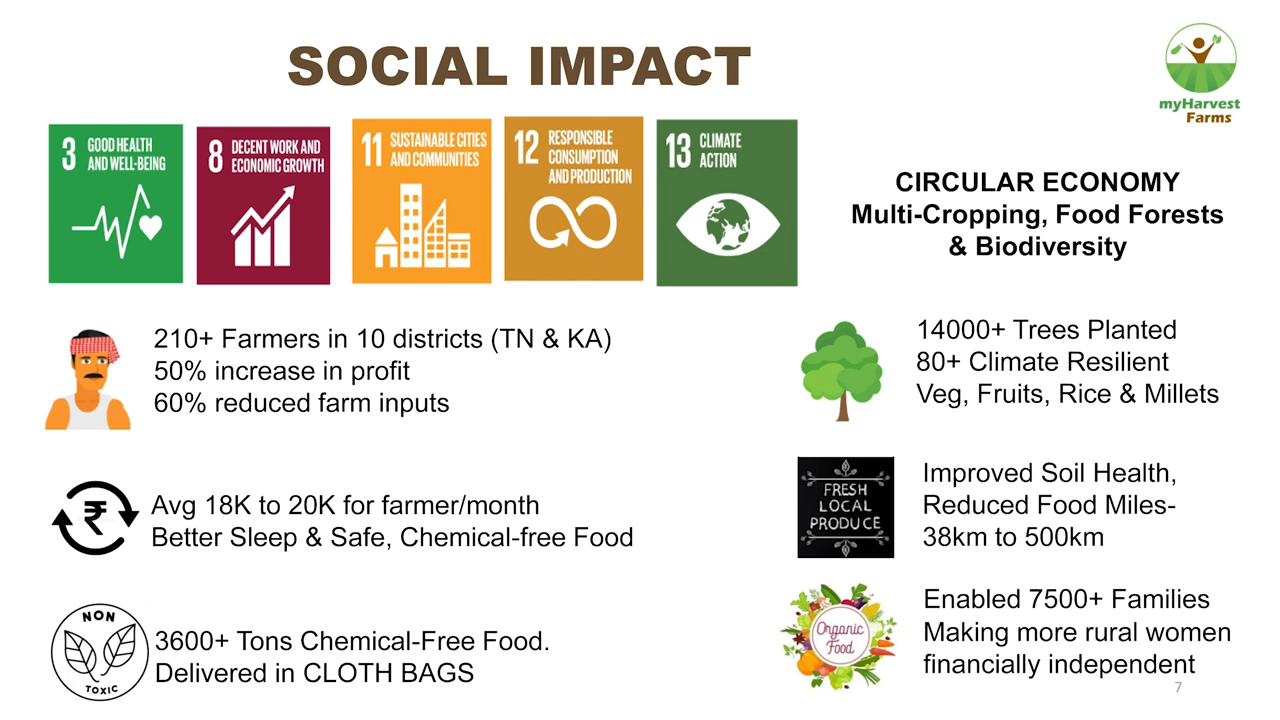 SOCIAL IMPACT
myHarvest
Farms
3 GOOD HEALTH
AND WELL-BEING
8 DECENT WORK AND
ECONOMIC GROWTH
11 SUSTAINABLE CITIES
AND COMMUNITIES
12 RESPONSIBLE
CONSUMPTION
AND PRODUCTION
13 CLIMATE
ACTION
CIRCULAR ECONOMY
Multi-Cropping, Food Forests
& Biodiversity
210+ Farmers in 10 districts (TN & KA)
50% increase in profit
60% reduced farm inputs
14000+ Trees Planted
80+ Climate Resilient
Veg, Fruits, Rice & Millets
₹
Avg 18K to 20K for farmer/month
Better Sleep & Safe, Chemical-free Food
FRESH
LOCAL
PRODUCE
Improved Soil Health,
Reduced Food Miles-
38km to 500km
NON
TOXIC
3600+ Tons Chemical-Free Food.
Delivered in CLOTH BAGS
Organic
Food
Enabled 7500+ Families
Making more rural women
financially independent
7